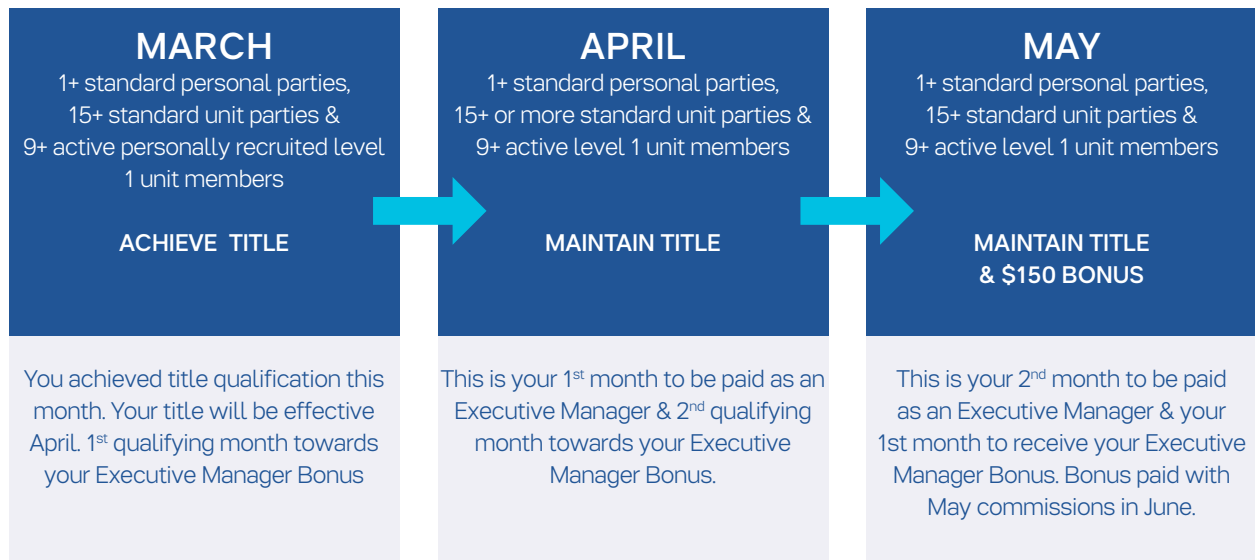 MARCH
1+ standard personal parties,
15+ standard unit parties &
9+ active personally recruited level
1 unit members
ACHIEVE TITLE
You achieved title qualification this
month. Your title will be effective
April. 1st qualifying month towards
your Executive Manager Bonus
APRIL
1+ standard personal parties,
15+ or more standard unit parties &
9+ active level 1 unit members
MAINTAIN TITLE
This is your 1st month to be paid as an
Executive Manager & 2nd qualifying
month towards your Executive
Manager Bonus.
MAY
1+ standard personal parties,
15+ standard unit parties &
9+ active level 1 unit members
MAINTAIN TITLE
& $150 BONUS
This is your 2nd month to be paid
as an Executive Manager & your
1st month to receive your Executive
Manager Bonus. Bonus paid with
May commissions in June.